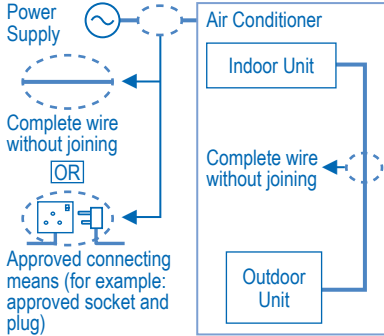 Power
Supply
Air Conditioner
Indoor Unit
Complete wire
without joining
OR
Complete wire
without joining
Approved connecting
means (for example:
approved socket and
plug)
Outdoor
Unit